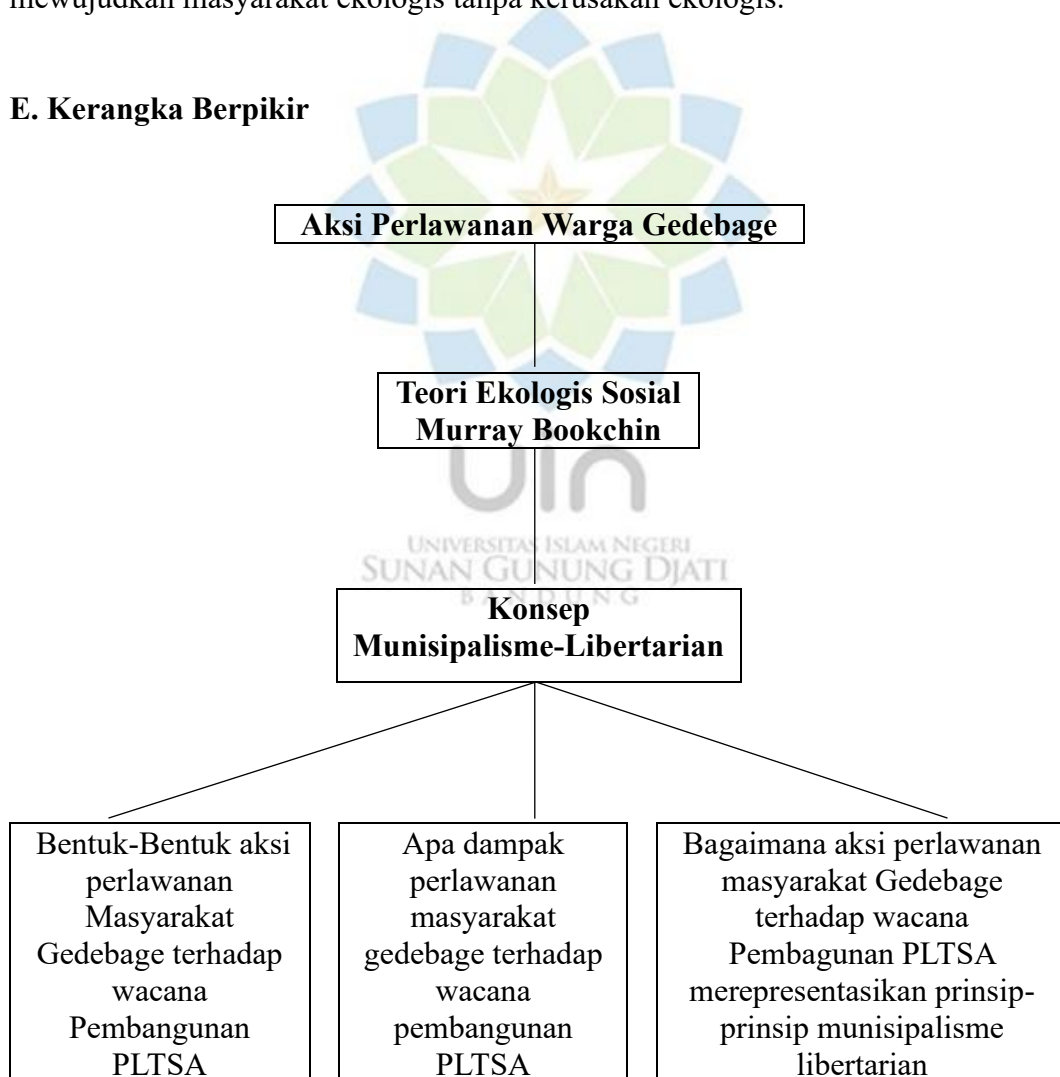 mewujudkan masyarakat ekologis tanpa kerusakan ekologis.
E. Kerangka Berpikir
Aksi Perlawanan Warga Gedebage
Teori Ekologis Sosial
Murray Bookchin
uin
UNIVERSITAS ISLAM NEGERI
SUNAN GUNUNG DJATI
BANDUNG
Konsep
Munisipalisme-Libertarian
Bentuk-Bentuk aksi
perlawanan
Masyarakat
Gedebage terhadap
wacana
Pembangunan
PLTSA
Apa dampak
perlawanan
masyarakat
gedebage terhadap
wacana
pembangunan
PLTSA
Bagaimana aksi perlawanan
masyarakat Gedebage
terhadap wacana
Pembagunan PLTSA
merepresentasikan prinsip-
prinsip munisipalisme
libertarian